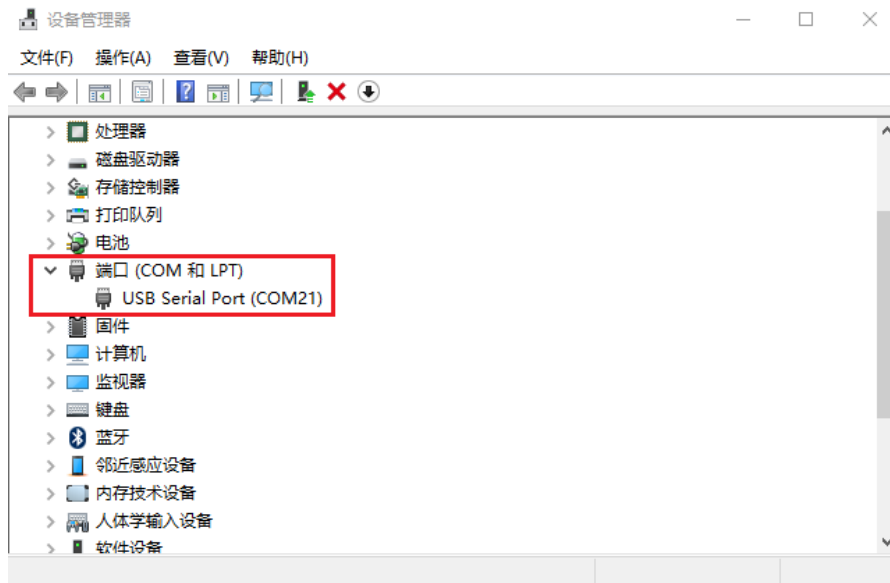 设备管理器
文件(F) 操作(A) 查看(V) 帮助(H)
处理器
磁盘驱动器
存储控制器
打印队列
电池
端口 (COM 和 LPT)
USB Serial Port (COM21)
固件
计算机
监视器
键盘
蓝牙
邻近感应设备
内存技术设备
人体学输入设备
软件设备